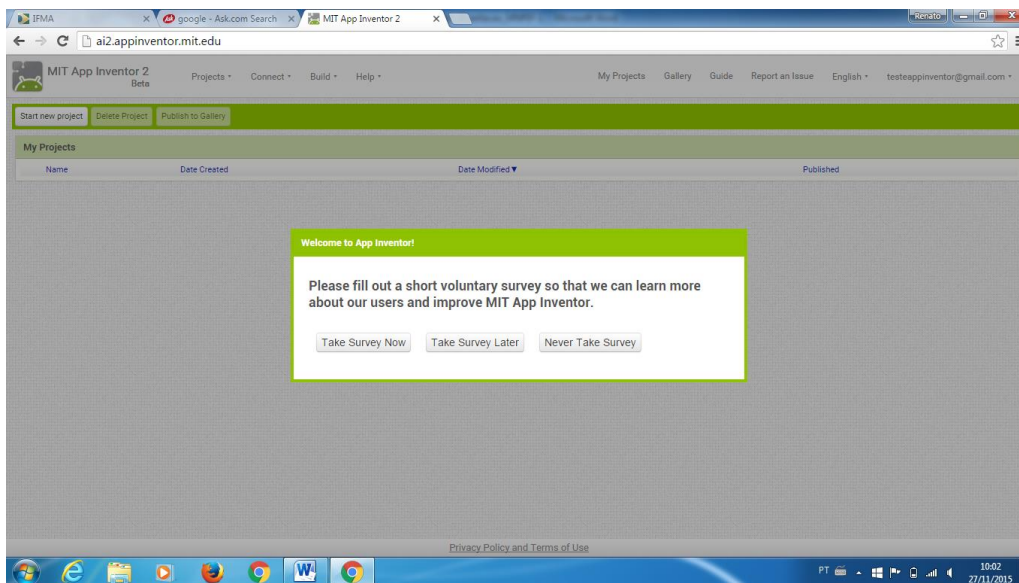 IFMA
google - Ask.com Search
MIT App Inventor 2
Renato
ai2.appinventor.mit.edu
MIT App Inventor 2
Beta
Projects
Connect
Build
Help
My Projects
Gallery
Guide
Report an Issue
English
testeappinventor@gmail.com
Start new project
Delete Project
Publish to Gallery
My Projects
Name
Date Created
Date Modified▼
Published
Welcome to App Inventor!
Please fill out a short voluntary survey so that we can learn more
about our users and improve MIT App Inventor.
Take Survey Now
Take Survey Later
Never Take Survey
Privacy Policy and Terms of Use
PT
10:02
27/11/2015